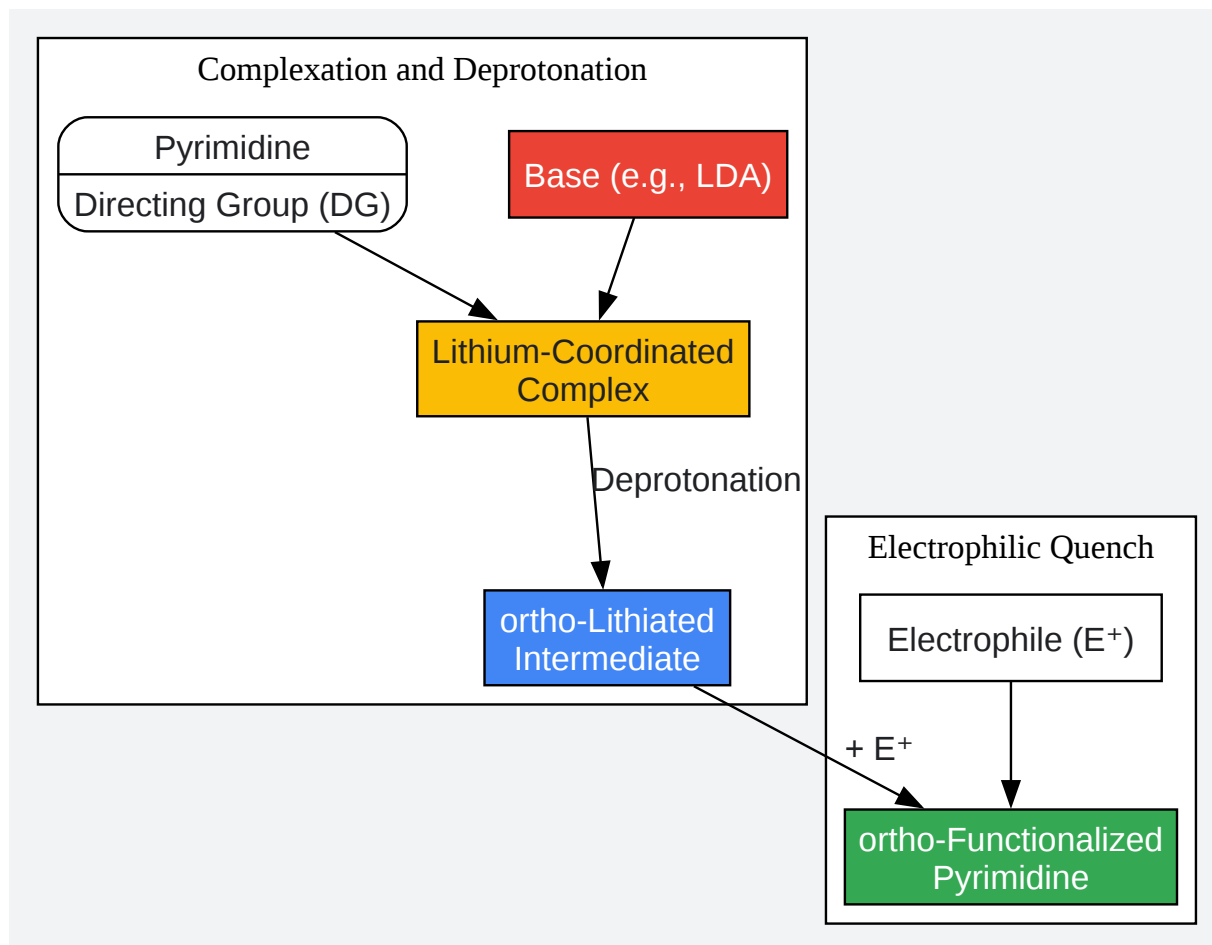 Complexation and Deprotonation
Pyrimidine
Directing Group (DG)
Base (e.g., LDA)
Lithium-Coordinated
Complex
Deprotonation
ortho-Lithiated
Intermediate
Electrophilic Quench
Electrophile (E⁺)
+ E⁺
ortho-Functionalized
Pyrimidine